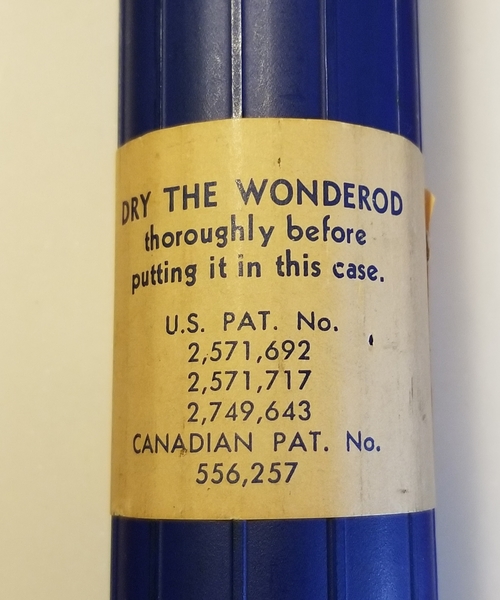 DRY THE WONDEROD
thoroughly before
putting it in this case.
U.S. PAT. No.
2,571,692
2,571,717
2,749,643
CANADIAN PAT. No.
556,257